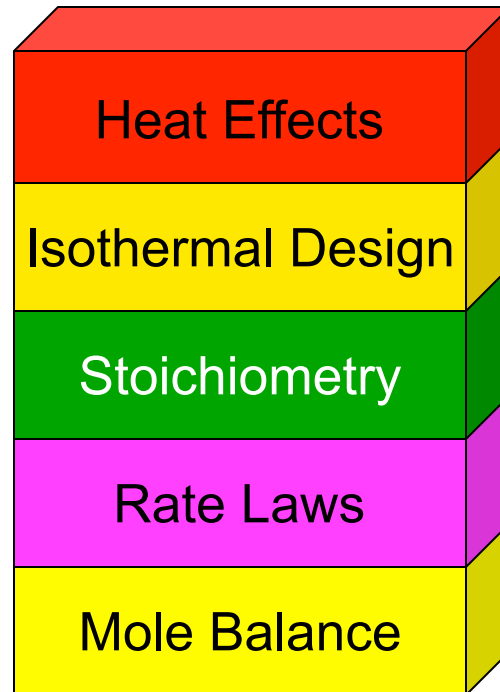 Heat Effects
Isothermal Design
Stoichiometry
Rate Laws
Mole Balance